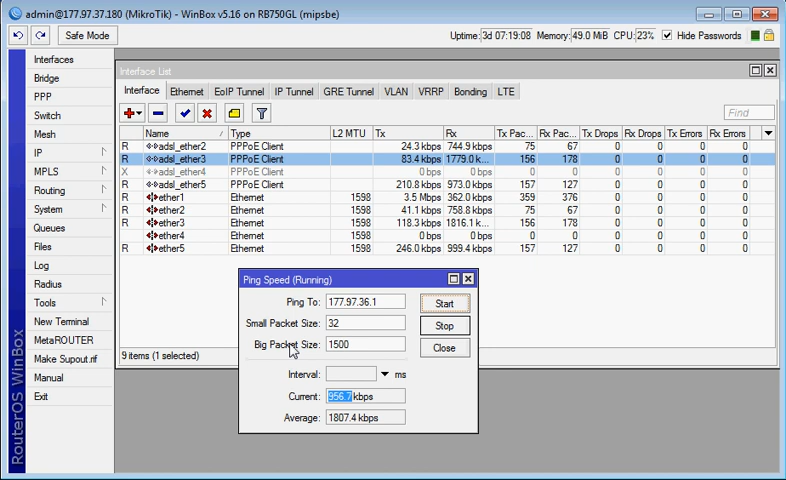 admin@177.97.37.180 (MikroTik) - WinBox v5.16 on RB750GL (mipsbe)
Safe Mode
Uptime: 3d 07:19:08 Memory: 49.0 MiB CPU: 23% Hide Passwords
Interfaces
Bridge
PPP
Switch
Mesh
IP
MPLS
Routing
System
Queues
Files
Log
Radius
Tools
New Terminal
MetaROUTER
Make Supout.rif
Manual
Exit
RouterOS WinBox
Interface List
Interface Ethernet EoIP Tunnel IP Tunnel GRE Tunnel VLAN VRRP Bonding LTE
Find
Name Type L2 MTU Tx Rx Tx Pac... Rx Pac... Tx Drops Rx Drops Tx Errors Rx Errors
R adsl_ether2 PPPoE Client 24.3 kbps 744.9 kbps 75 67 0 0 0 0
R adsl_ether3 PPPoE Client 83.4 kbps 1779.0 k... 156 178 0 0 0 0
X adsl_ether4 PPPoE Client 0 bps 0 bps 0 0 0 0 0 0
R adsl_ether5 PPPoE Client 210.8 kbps 973.0 kbps 157 127 0 0 0 0
R ether1 Ethernet 1598 3.5 Mbps 362.0 kbps 359 376 0 0 0 0
R ether2 Ethernet 1598 41.1 kbps 758.8 kbps 75 67 0 0 0 0
R ether3 Ethernet 1598 118.3 kbps 1816.1 k... 156 178 0 0 0 0
ether4 Ethernet 1598 0 bps 0 bps 0 0 0 0 0 0
R ether5 Ethernet 1598 246.0 kbps 999.4 kbps 157 127 0 0 0 0
9 items (1 selected)
Ping Speed (Running)
Ping To: 177.97.36.1
Small Packet Size: 32
Big Packet Size: 1500
Interval: ms
Current: 956.7 kbps
Average: 1807.4 kbps
Start
Stop
Close